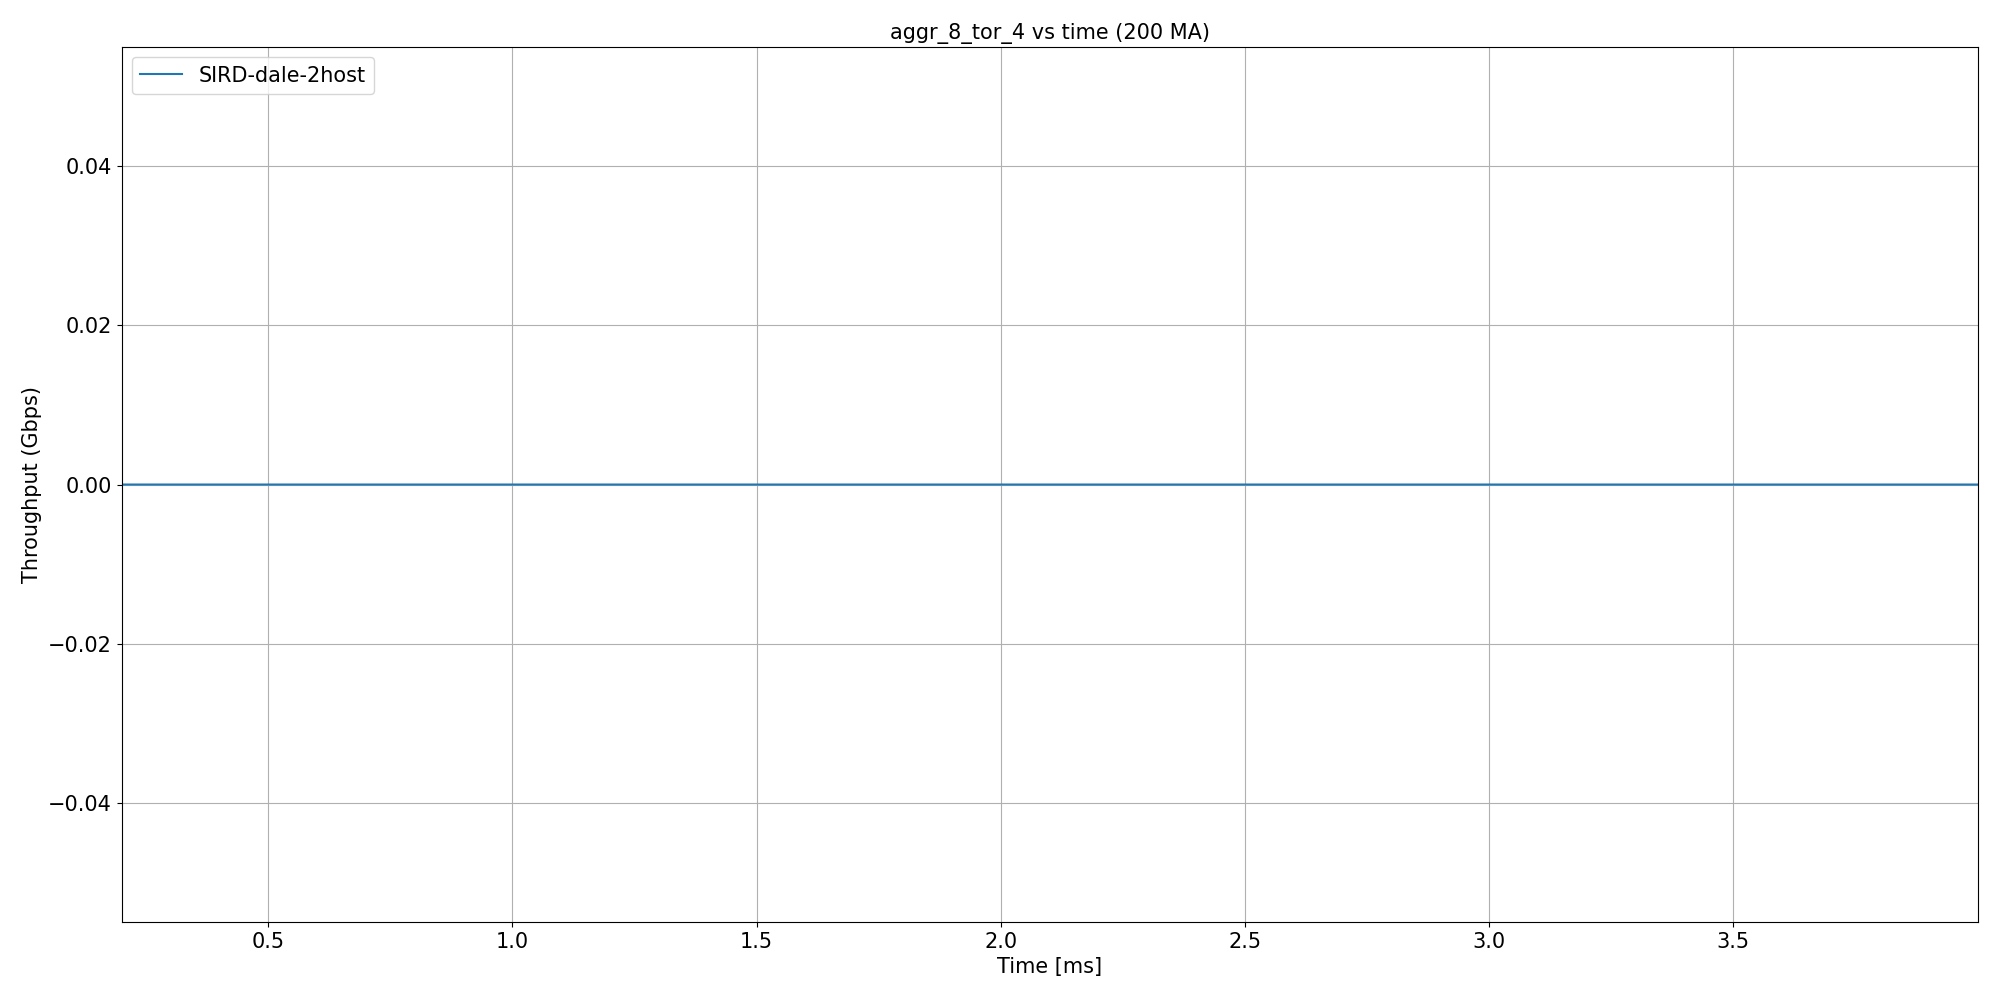 aggr_8_tor_4 vs time (200 MA)
SIRD-dale-2host
Throughput (Gbps)
0.04
0.02
0.00
−0.02
−0.04
0.5 1.0 1.5 2.0 2.5 3.0 3.5
Time [ms]